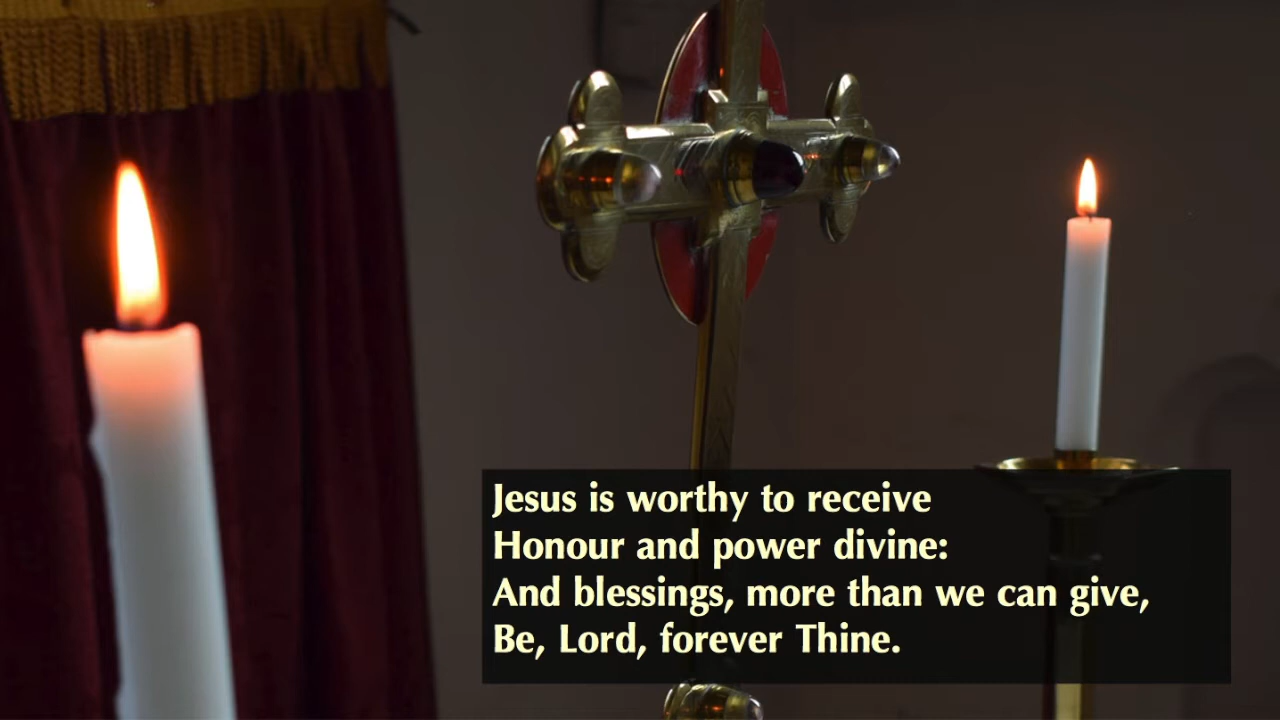 Jesus is worthy to receive
Honour and power divine:
And blessings, more than we can give,
Be, Lord, forever Thine.